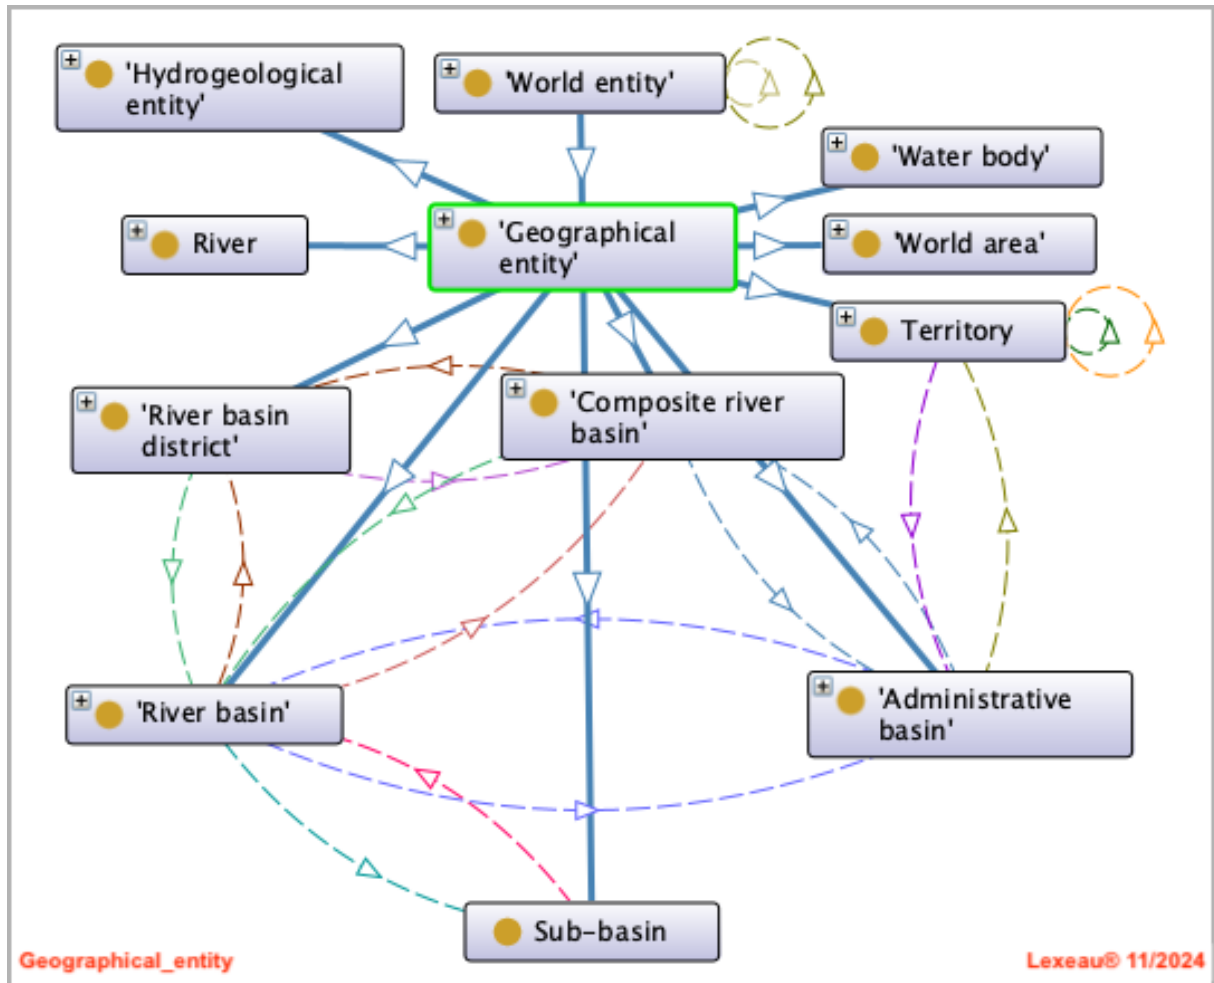 'Hydrogeological
entity'
'World entity'
'Water body'
River
'Geographical
entity'
'World area'
Territory
'River basin
district'
'Composite river
basin'
'River basin'
'Administrative
basin'
Sub-basin
Geographical_entity
Lexeau® 11/2024